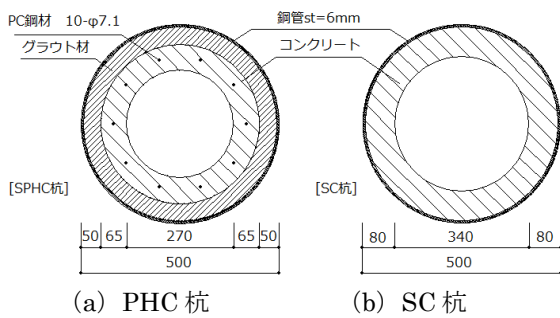 PC鋼材 10-φ7.1
グラウト材
鋼管st=6mm
コンクリート
[SPHC杭]
[SC杭]
50 65 270 65 50
500
80 340 80
500
(a) PHC 杭
(b) SC 杭